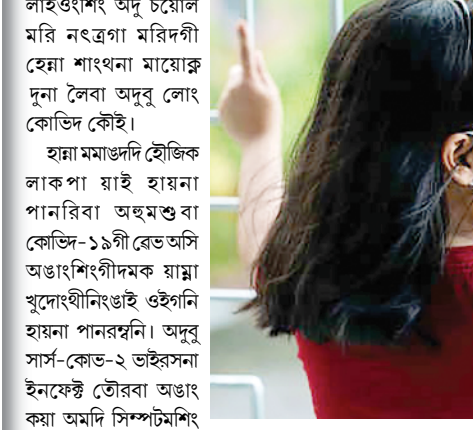 লাইওংশিং অদু চয়োল
মরি নৎত্রগা মরিদগী
হেন্না শাংথনা মায়োক্ন
দুনা লৈবা অদুবু লোং
কোভিদ কৌই।
হান্না মমাঙদদি হৌজিক
লাকপা য়াই হায়না
পানরিবা অহুমশুবা
কোভিদ-১৯গী ৱেভ অসি
অঙাংশিংগীদমক য়াম্না
খুদোংথীনিংঙাই ওইগনি
হায়না পানরম্বনি। অদুবু
সার্স-কোভ-২ ভাইরসনা
ইনফেক্ট তৌরবা অঙাং
কয়া অমদি সিম্পটমশিং